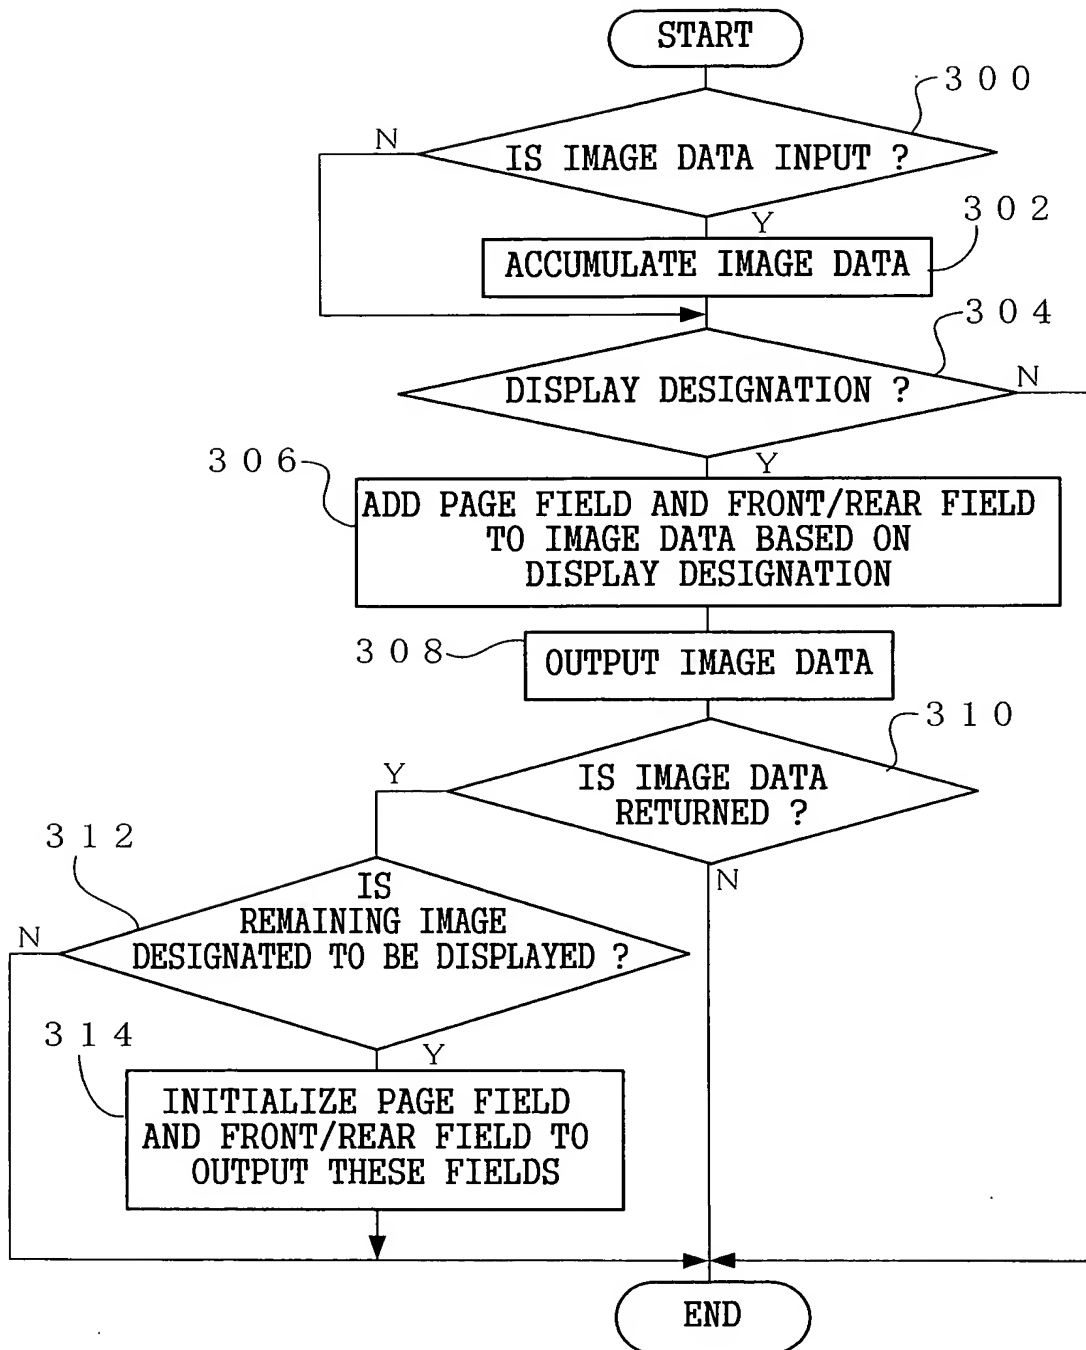 START
300
N
IS IMAGE DATA INPUT ?
302
Y
ACCUMULATE IMAGE DATA
304
DISPLAY DESIGNATION ?
N
306
Y
ADD PAGE FIELD AND FRONT/REAR FIELD
TO IMAGE DATA BASED ON
DISPLAY DESIGNATION
308
OUTPUT IMAGE DATA
310
Y
IS IMAGE DATA
RETURNED ?
312
N
IS
REMAINING IMAGE
DESIGNATED TO BE DISPLAYED ?
N
314
Y
INITIALIZE PAGE FIELD
AND FRONT/REAR FIELD TO
OUTPUT THESE FIELDS
END